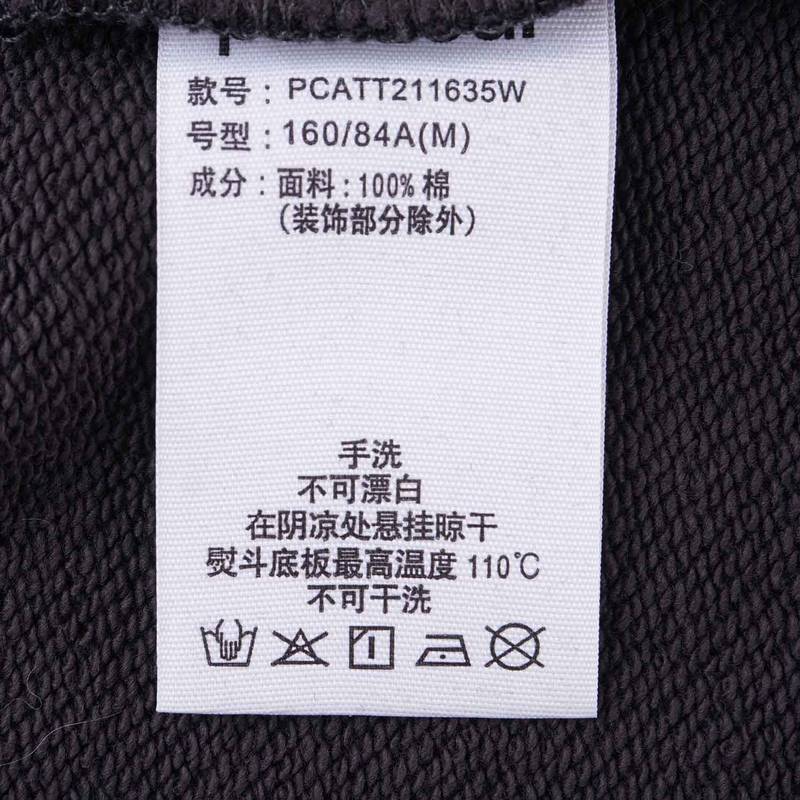 款号：PCATT211635W
号型：160/84A(M)
成分：面料：100% 棉
（装饰部分除外）
手洗
不可漂白
在阴凉处悬挂晾干
熨斗底板最高温度 110℃
不可干洗